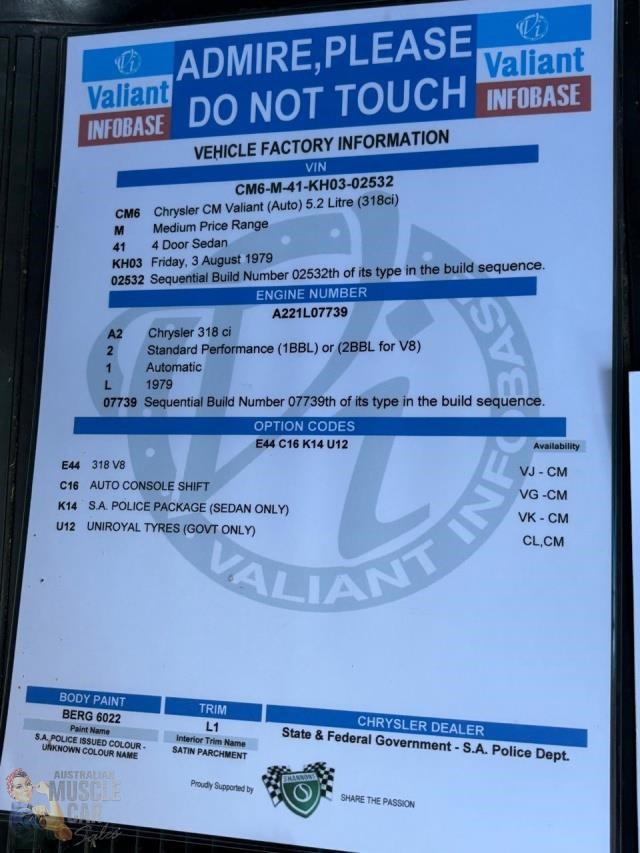 Vi
Valiant
INFOBASE
ADMIRE,PLEASE
DO NOT TOUCH
Vi
Valiant
INFOBASE
VEHICLE FACTORY INFORMATION
VIN
CM6-M-41-KH03-02532
CM6 Chrysler CM Valiant (Auto) 5.2 Litre (318ci)
M Medium Price Range
41 4 Door Sedan
KH03 Friday, 3 August 1979
02532 Sequential Build Number 02532th of its type in the build sequence.
ENGINE NUMBER
A221L07739
A2 Chrysler 318 ci
2 Standard Performance (1BBL) or (2BBL for V8)
1 Automatic
L 1979
07739 Sequential Build Number 07739th of its type in the build sequence.
OPTION CODES
E44 C16 K14 U12
Availability
E44 318 V8 VJ - CM
C16 AUTO CONSOLE SHIFT VG -CM
K14 S.A. POLICE PACKAGE (SEDAN ONLY) VK - CM
U12 UNIROYAL TYRES (GOVT ONLY) CL,CM
Vi
VALIANT INFOBASE
BODY PAINT
BERG 6022
Paint Name
S.A.,POLICE ISSUED COLOUR -
UNKNOWN COLOUR NAME
TRIM
L1
Interior Trim Name
SATIN PARCHMENT
CHRYSLER DEALER
State & Federal Government - S.A. Police Dept.
Proudly Supported by
SHANNONS
SHARE THE PASSION
AUSTRALIAN
MUSCLE
CAR
Sales